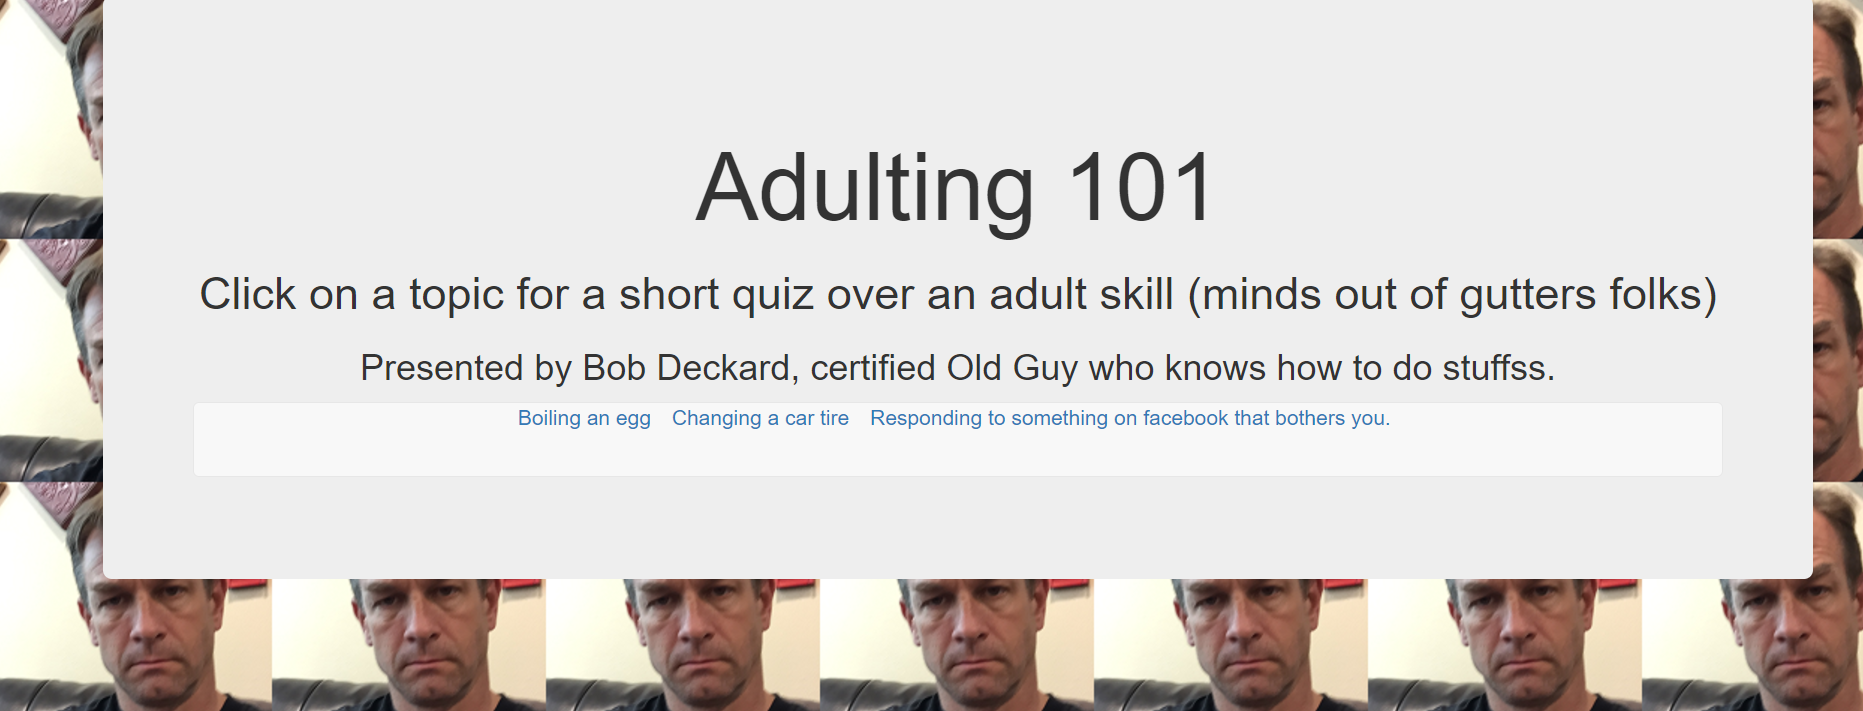 Adulting 101
Click on a topic for a short quiz over an adult skill (minds out of gutters folks)
Presented by Bob Deckard, certified Old Guy who knows how to do stuffss.
Boiling an egg Changing a car tire Responding to something on facebook that bothers you.